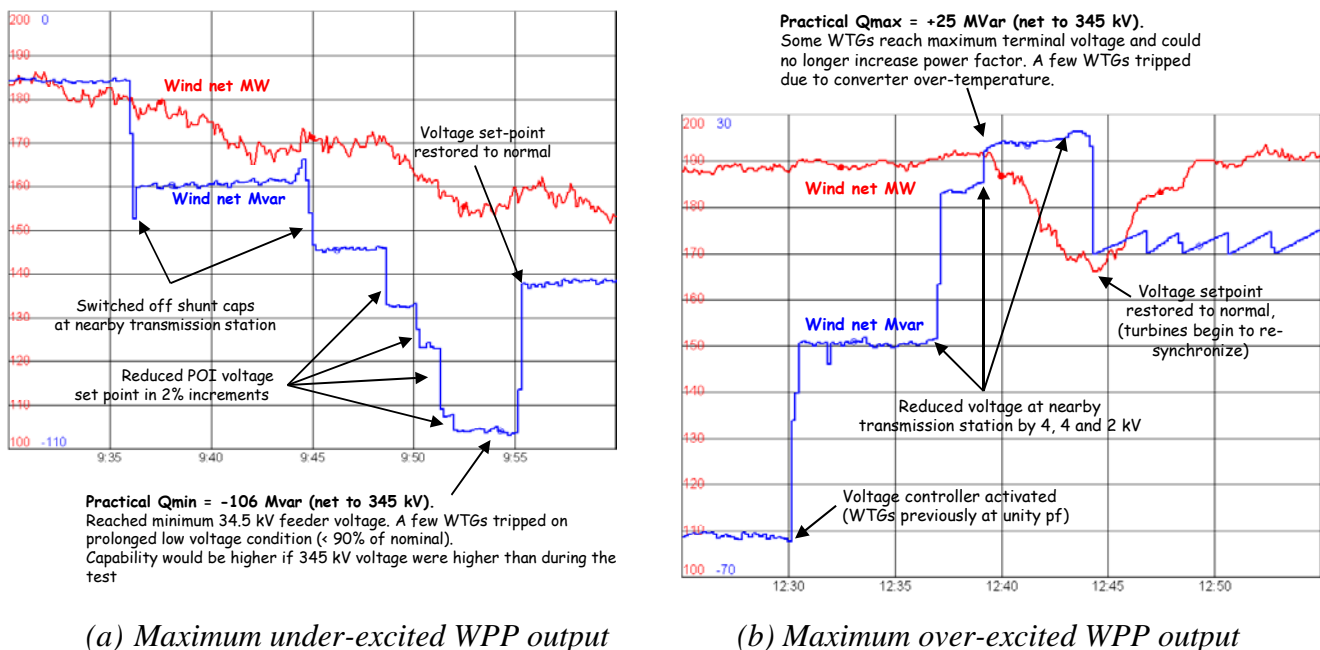 200 0
190
180
170
160
150
140
130
120
110
100 -110
9:35 9:40 9:45 9:50 9:55
Wind net MW
Voltage set-point
restored to normal
Wind net Mvar
Switched off shunt caps
at nearby transmission station
Reduced POI voltage
set point in 2% increments
Practical Qmin = -106 Mvar (net to 345 kV).
Reached minimum 34.5 kV feeder voltage. A few WTGs tripped on
prolonged low voltage condition (< 90% of nominal).
Capability would be higher if 345 kV voltage were higher than during the
test
(a) Maximum under-excited WPP output
Practical Qmax = +25 MVar (net to 345 kV).
Some WTGs reach maximum terminal voltage and could
no longer increase power factor. A few WTGs tripped
due to converter over-temperature.
200 30
190
180
170
160
150
140
130
120
110
100 -70
12:30 12:35 12:40 12:45 12:50
Wind net MW
Wind net Mvar
Voltage setpoint
restored to normal,
(turbines begin to re-
synchronize)
Reduced voltage at nearby
transmission station by 4, 4 and 2 kV
Voltage controller activated
(WTGs previously at unity pf)
(b) Maximum over-excited WPP output